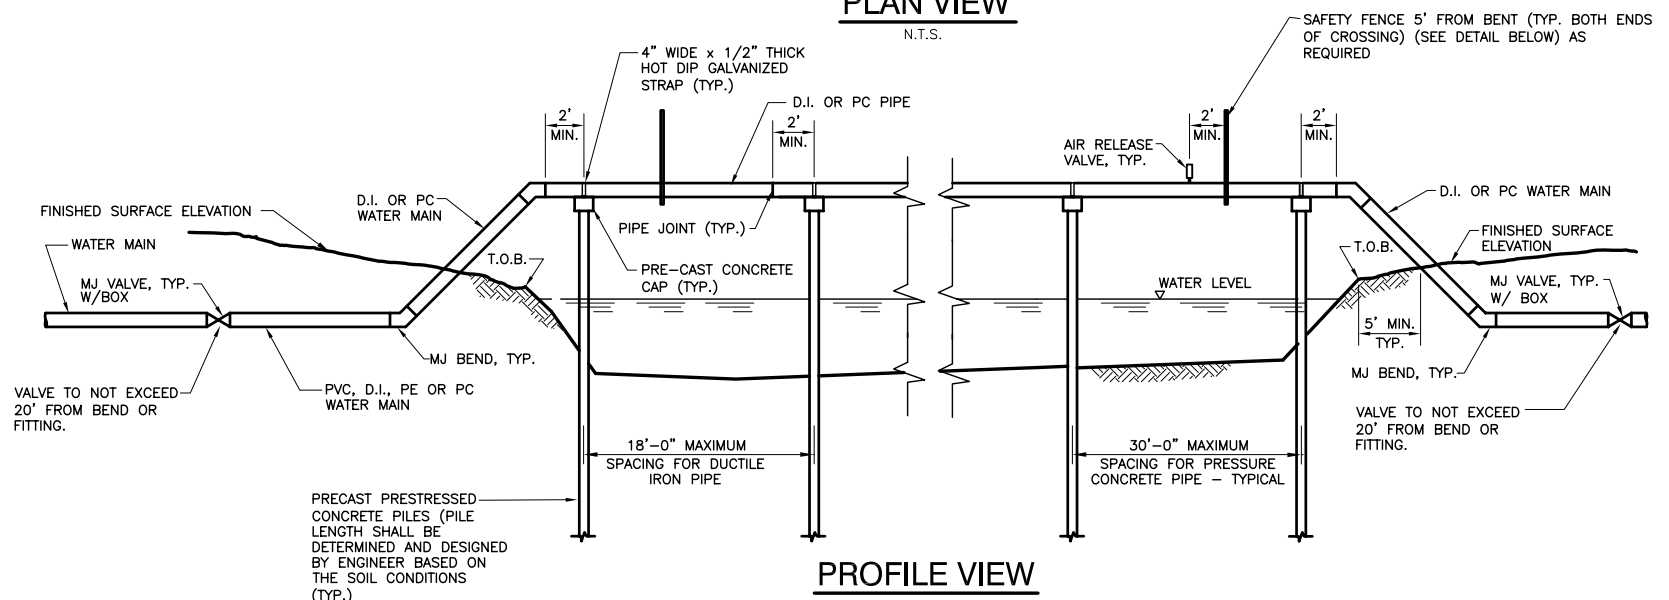 PLAN VIEW
N.T.S.
SAFETY FENCE 5' FROM BENT (TYP. BOTH ENDS
OF CROSSING) (SEE DETAIL BELOW) AS
REQUIRED
4" WIDE x 1/2" THICK
HOT DIP GALVANIZED
STRAP (TYP.)
D.I. OR PC PIPE
2'
MIN.
2'
MIN.
2'
MIN.
2'
MIN.
AIR RELEASE
VALVE, TYP.
D.I. OR PC
WATER MAIN
D.I. OR PC WATER MAIN
FINISHED SURFACE ELEVATION
PIPE JOINT (TYP.)
FINISHED SURFACE
ELEVATION
WATER MAIN
T.O.B.
T.O.B.
MJ VALVE, TYP.
W/BOX
PRE-CAST CONCRETE
CAP (TYP.)
WATER LEVEL
MJ VALVE, TYP.
W/ BOX
5' MIN.
TYP.
MJ BEND, TYP.
MJ BEND, TYP.
VALVE TO NOT EXCEED
20' FROM BEND OR
FITTING.
PVC, D.I., PE OR PC
WATER MAIN
VALVE TO NOT EXCEED
20' FROM BEND OR
FITTING.
18'-0" MAXIMUM
SPACING FOR DUCTILE
IRON PIPE
30'-0" MAXIMUM
SPACING FOR PRESSURE
CONCRETE PIPE - TYPICAL
PRECAST PRESTRESSED
CONCRETE PILES (PILE
LENGTH SHALL BE
DETERMINED AND DESIGNED
BY ENGINEER BASED ON
THE SOIL CONDITIONS
(TYP.)
PROFILE VIEW